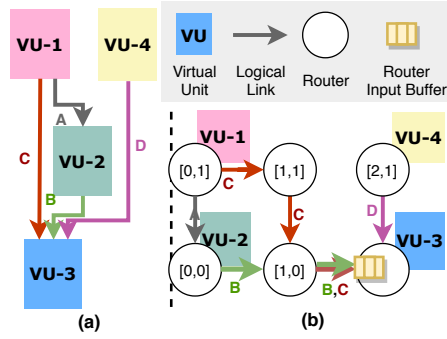 VU-1
VU-4
A
C
VU-2
D
B
VU-3
(a)
VU
Virtual
Unit
Logical
Link
Router
Router
Input Buffer
VU-1
VU-4
[0,1]
[1,1]
[2,1]
C
A
C
D
VU-2
VU-3
[0,0]
[1,0]
B
B,C
(b)